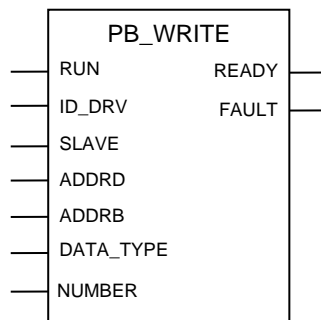 PB_WRITE
RUN READY
ID_DRV FAULT
SLAVE
ADDRD
ADDRB
DATA_TYPE
NUMBER